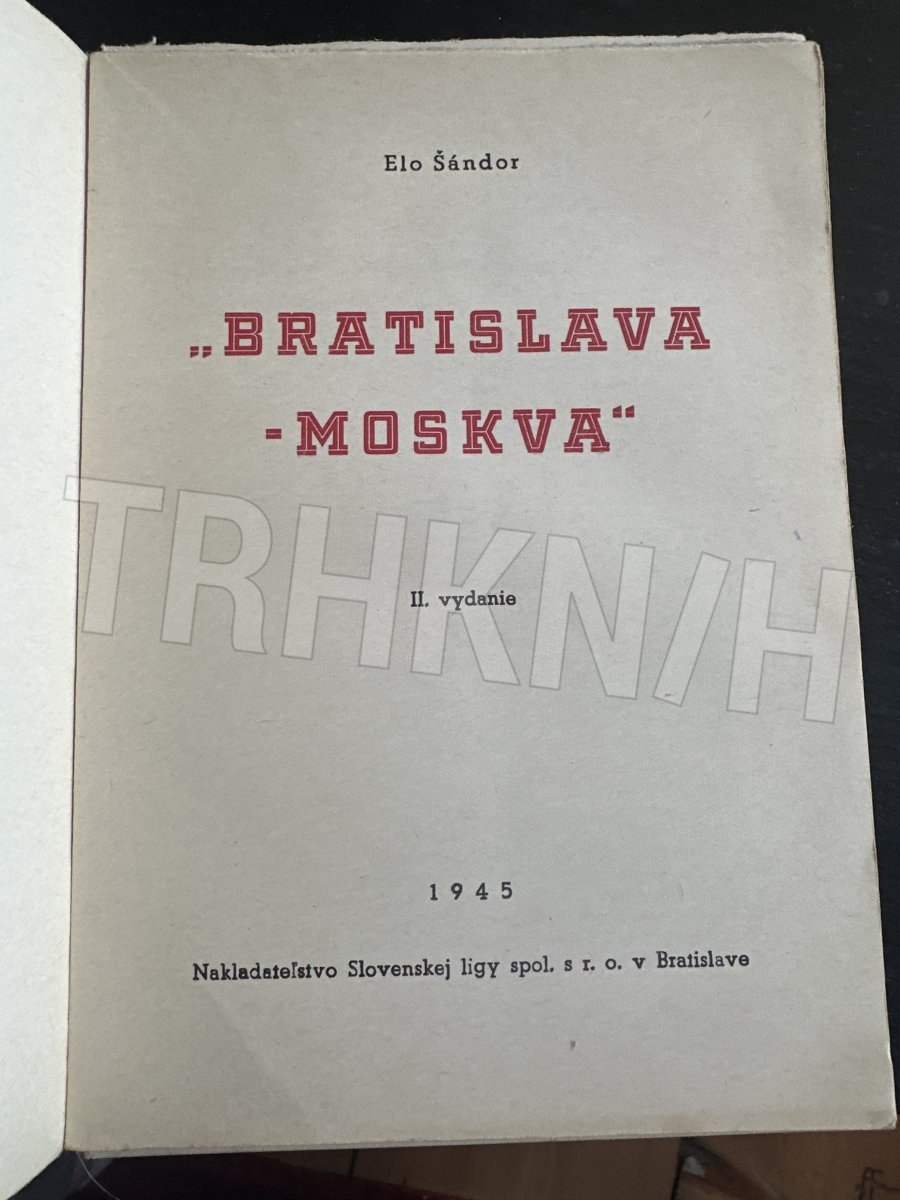 Elo Šándor
„BRATISLAVA
-MOSKVA“
TRHKNIH
II. vydanie
1945
Nakladateľstvo Slovenskej ligy spol. s r. o. v Bratislave